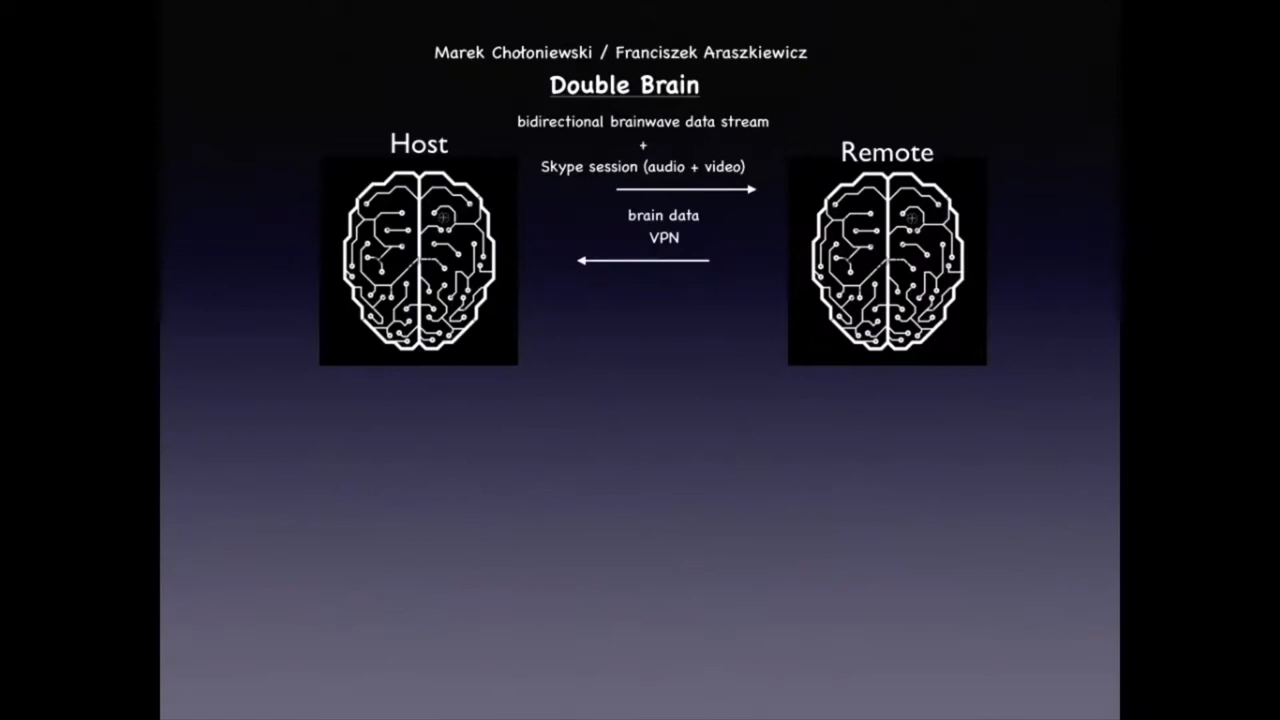 Marek Chołoniewski / Franciszek Araszkiewicz
Double Brain
bidirectional brainwave data stream
+
Skype session (audio + video)
Host
Remote
brain data
VPN